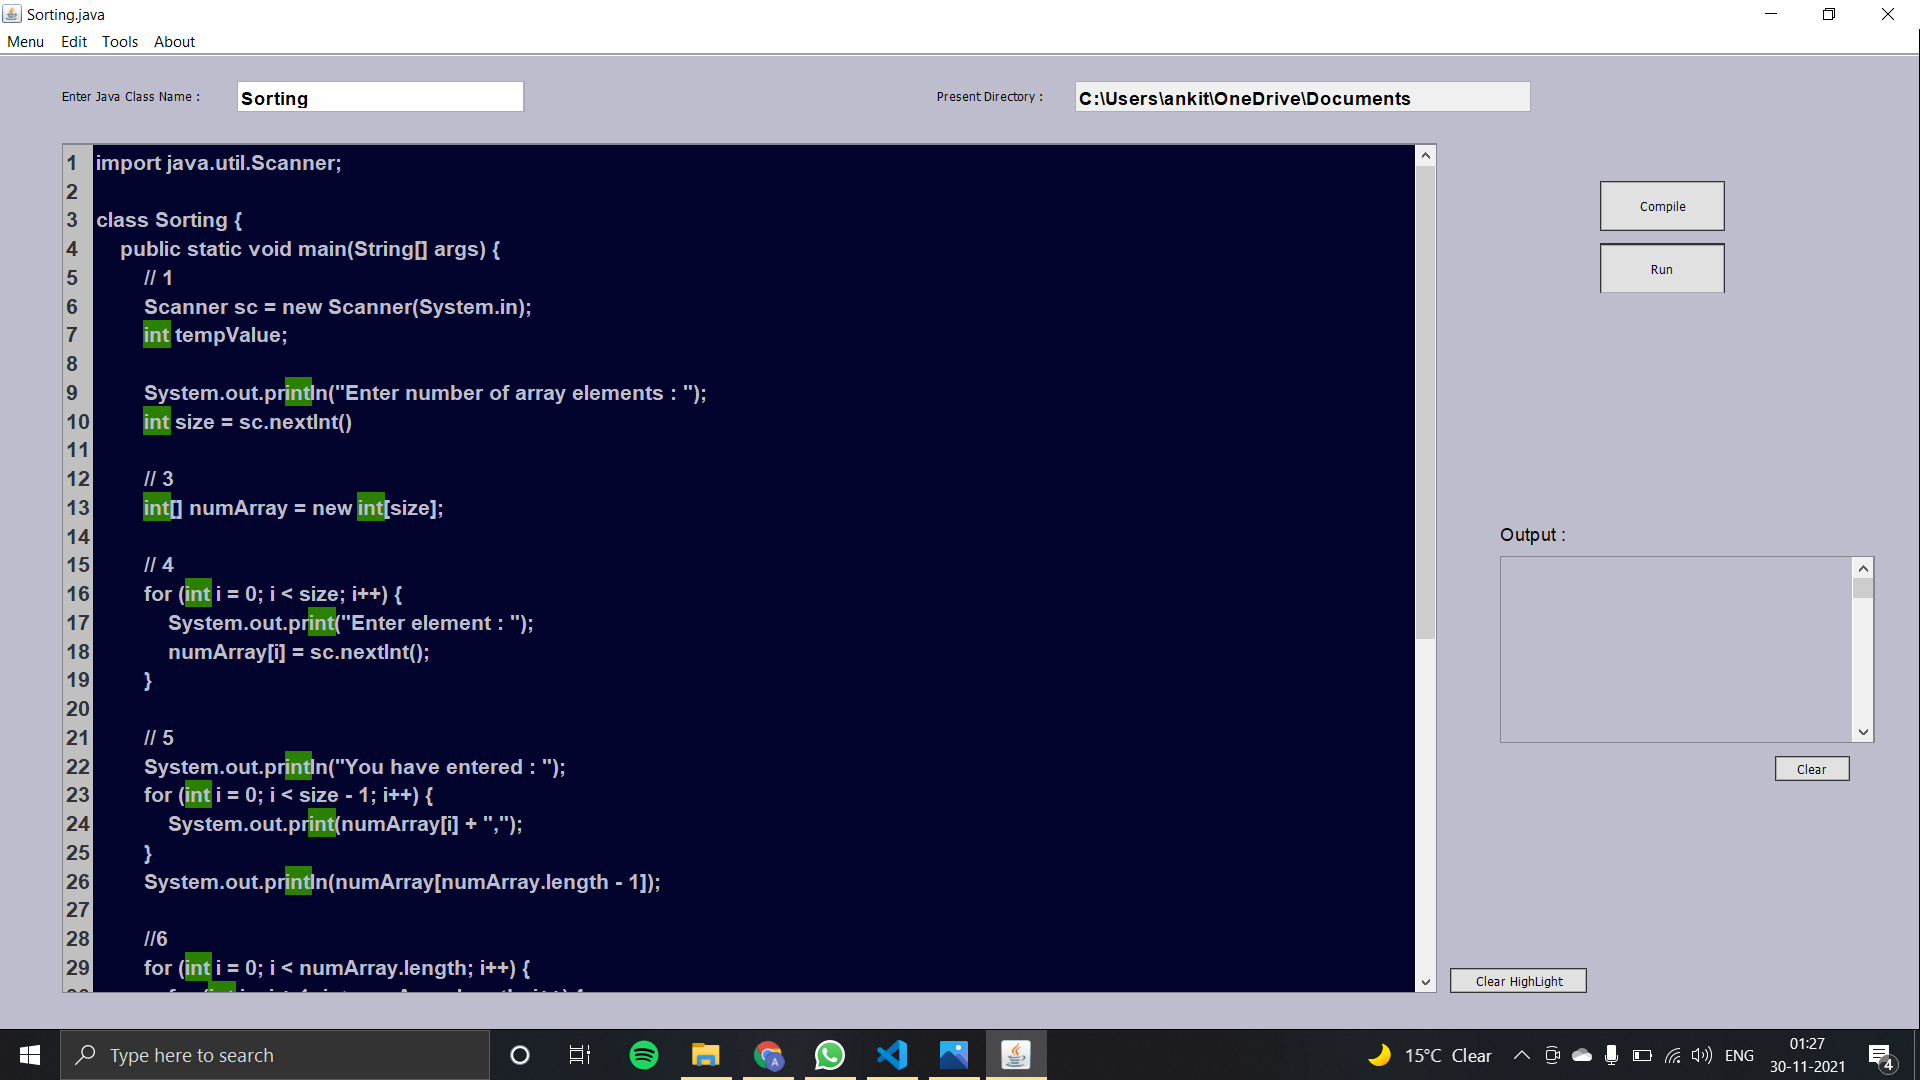 Sorting.java
Menu Edit Tools About
Enter Java Class Name : Sorting Present Directory : C:\Users\ankit\OneDrive\Documents
1 import java.util.Scanner;
2
3 class Sorting {
4 public static void main(String[] args) {
5 // 1
6 Scanner sc = new Scanner(System.in);
7 int tempValue;
8
9 System.out.println("Enter number of array elements : ");
10 int size = sc.nextInt()
11
12 // 3
13 int[] numArray = new int[size];
14
15 // 4
16 for (int i = 0; i < size; i++) {
17 System.out.print("Enter element : ");
18 numArray[i] = sc.nextInt();
19 }
20
21 // 5
22 System.out.println("You have entered : ");
23 for (int i = 0; i < size - 1; i++) {
24 System.out.print(numArray[i] + ",");
25 }
26 System.out.println(numArray[numArray.length - 1]);
27
28 //6
29 for (int i = 0; i < numArray.length; i++) {
Compile
Run
Output :
Clear
Clear HighLight
Type here to search
A
15°C Clear
ENG
01:27
30-11-2021
4